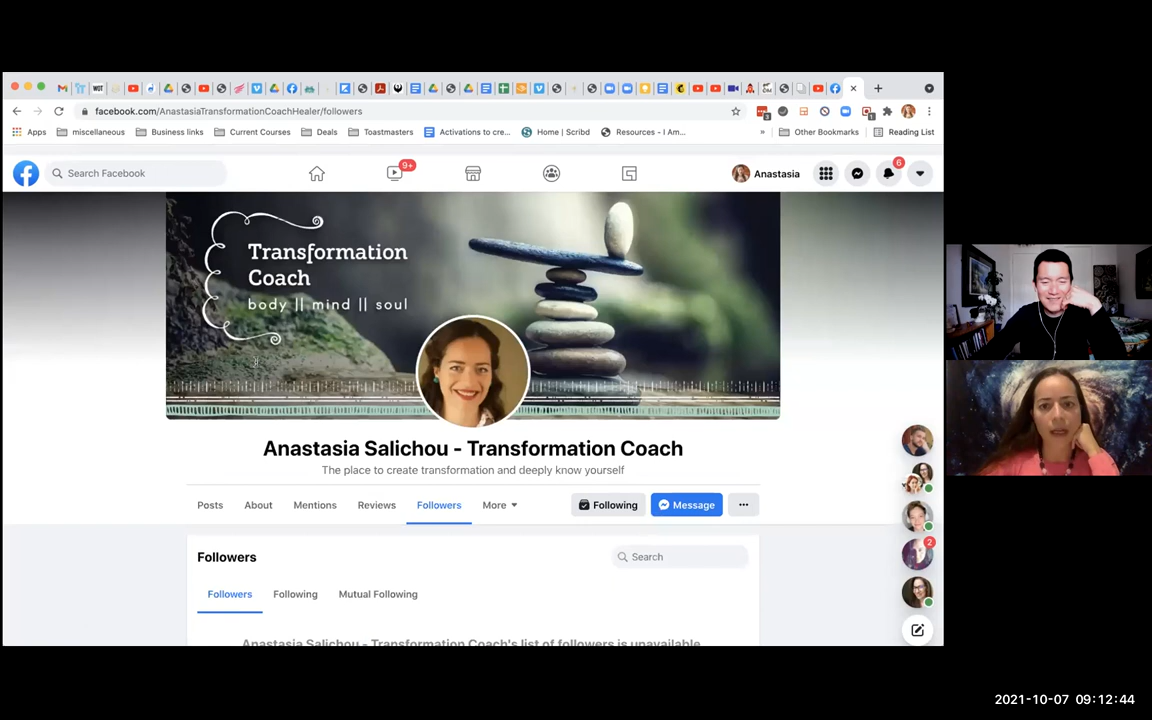 WOT
facebook.com/AnastasiaTransformationCoachHealer/followers
3
1
Apps miscellaneous Business links Current Courses Deals Toastmasters Activations to cre... Home | Scribd Resources - I Am... » Other Bookmarks Reading List
Search Facebook 9+ Anastasia 6
Transformation
Coach
body || mind || soul
Anastasia Salichou - Transformation Coach
The place to create transformation and deeply know yourself
Posts About Mentions Reviews Followers More Following Message ...
Followers Search
2
Followers Following Mutual Following
Anastasia Salichou - Transformation Coach's list of followers is unavailable
2021-10-07 09:12:44